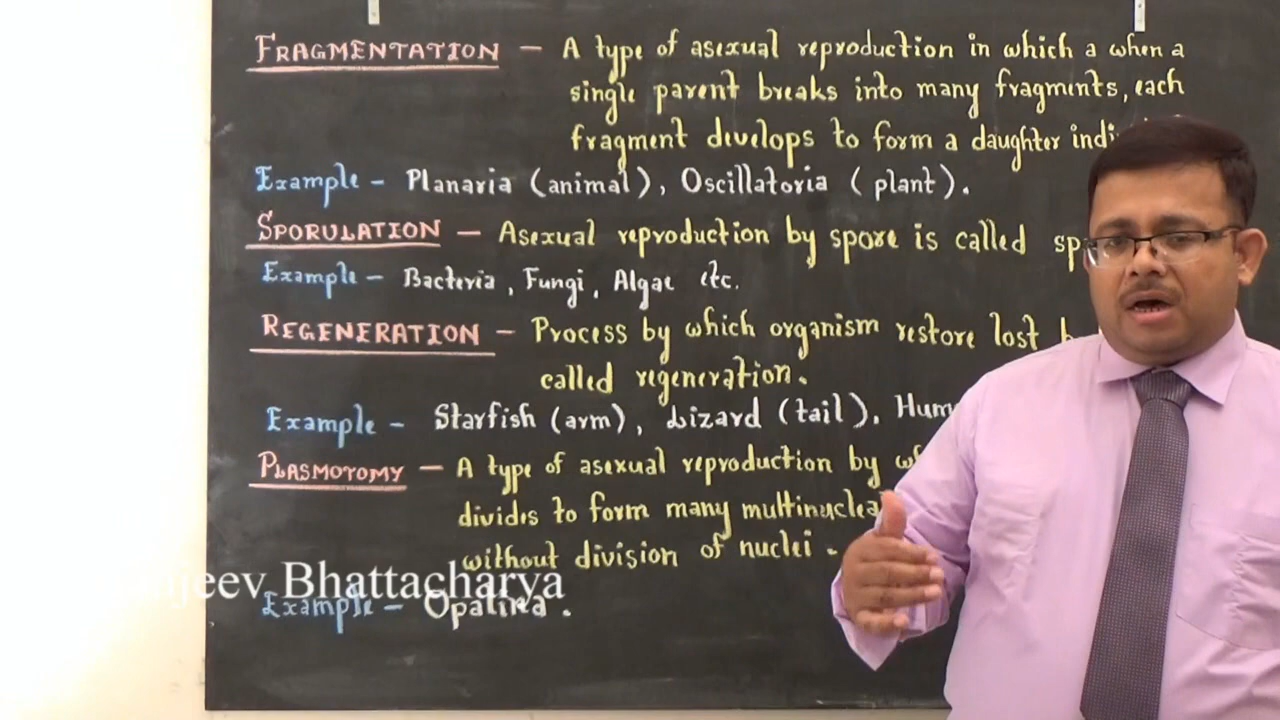 FRAGMENTATION – A type of asexual reproduction in which a when a
single parent breaks into many fragments, each
fragment develops to form a daughter
Example – Planaria (animal), Oscillatoria (plant).
SPORULATION – Asexual reproduction by spore is called
Example – Bacteria, Fungi, Algae etc.
REGENERATION – Process by which organism restore lost
called regeneration.
Example – Starfish (arm), Lizard (tail),
PLASMOTOMY – A type of asexual reproduction by
divides to form many
without division of nuclei.
Bhattacharya
Example – Opalina.